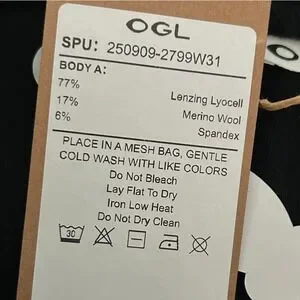 OGL
SPU: 250909-2799W31
BODY A:
77% Lenzing Lyocell
17% Merino Wool
6% Spandex
PLACE IN A MESH BAG, GENTLE
COLD WASH WITH LIKE COLORS
Do Not Bleach
Lay Flat To Dry
Iron Low Heat
Do Not Dry Clean
30